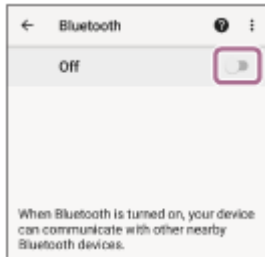 Bluetooth
Off
When Bluetooth is turned on, your device
can communicate with other nearby
Bluetooth devices.